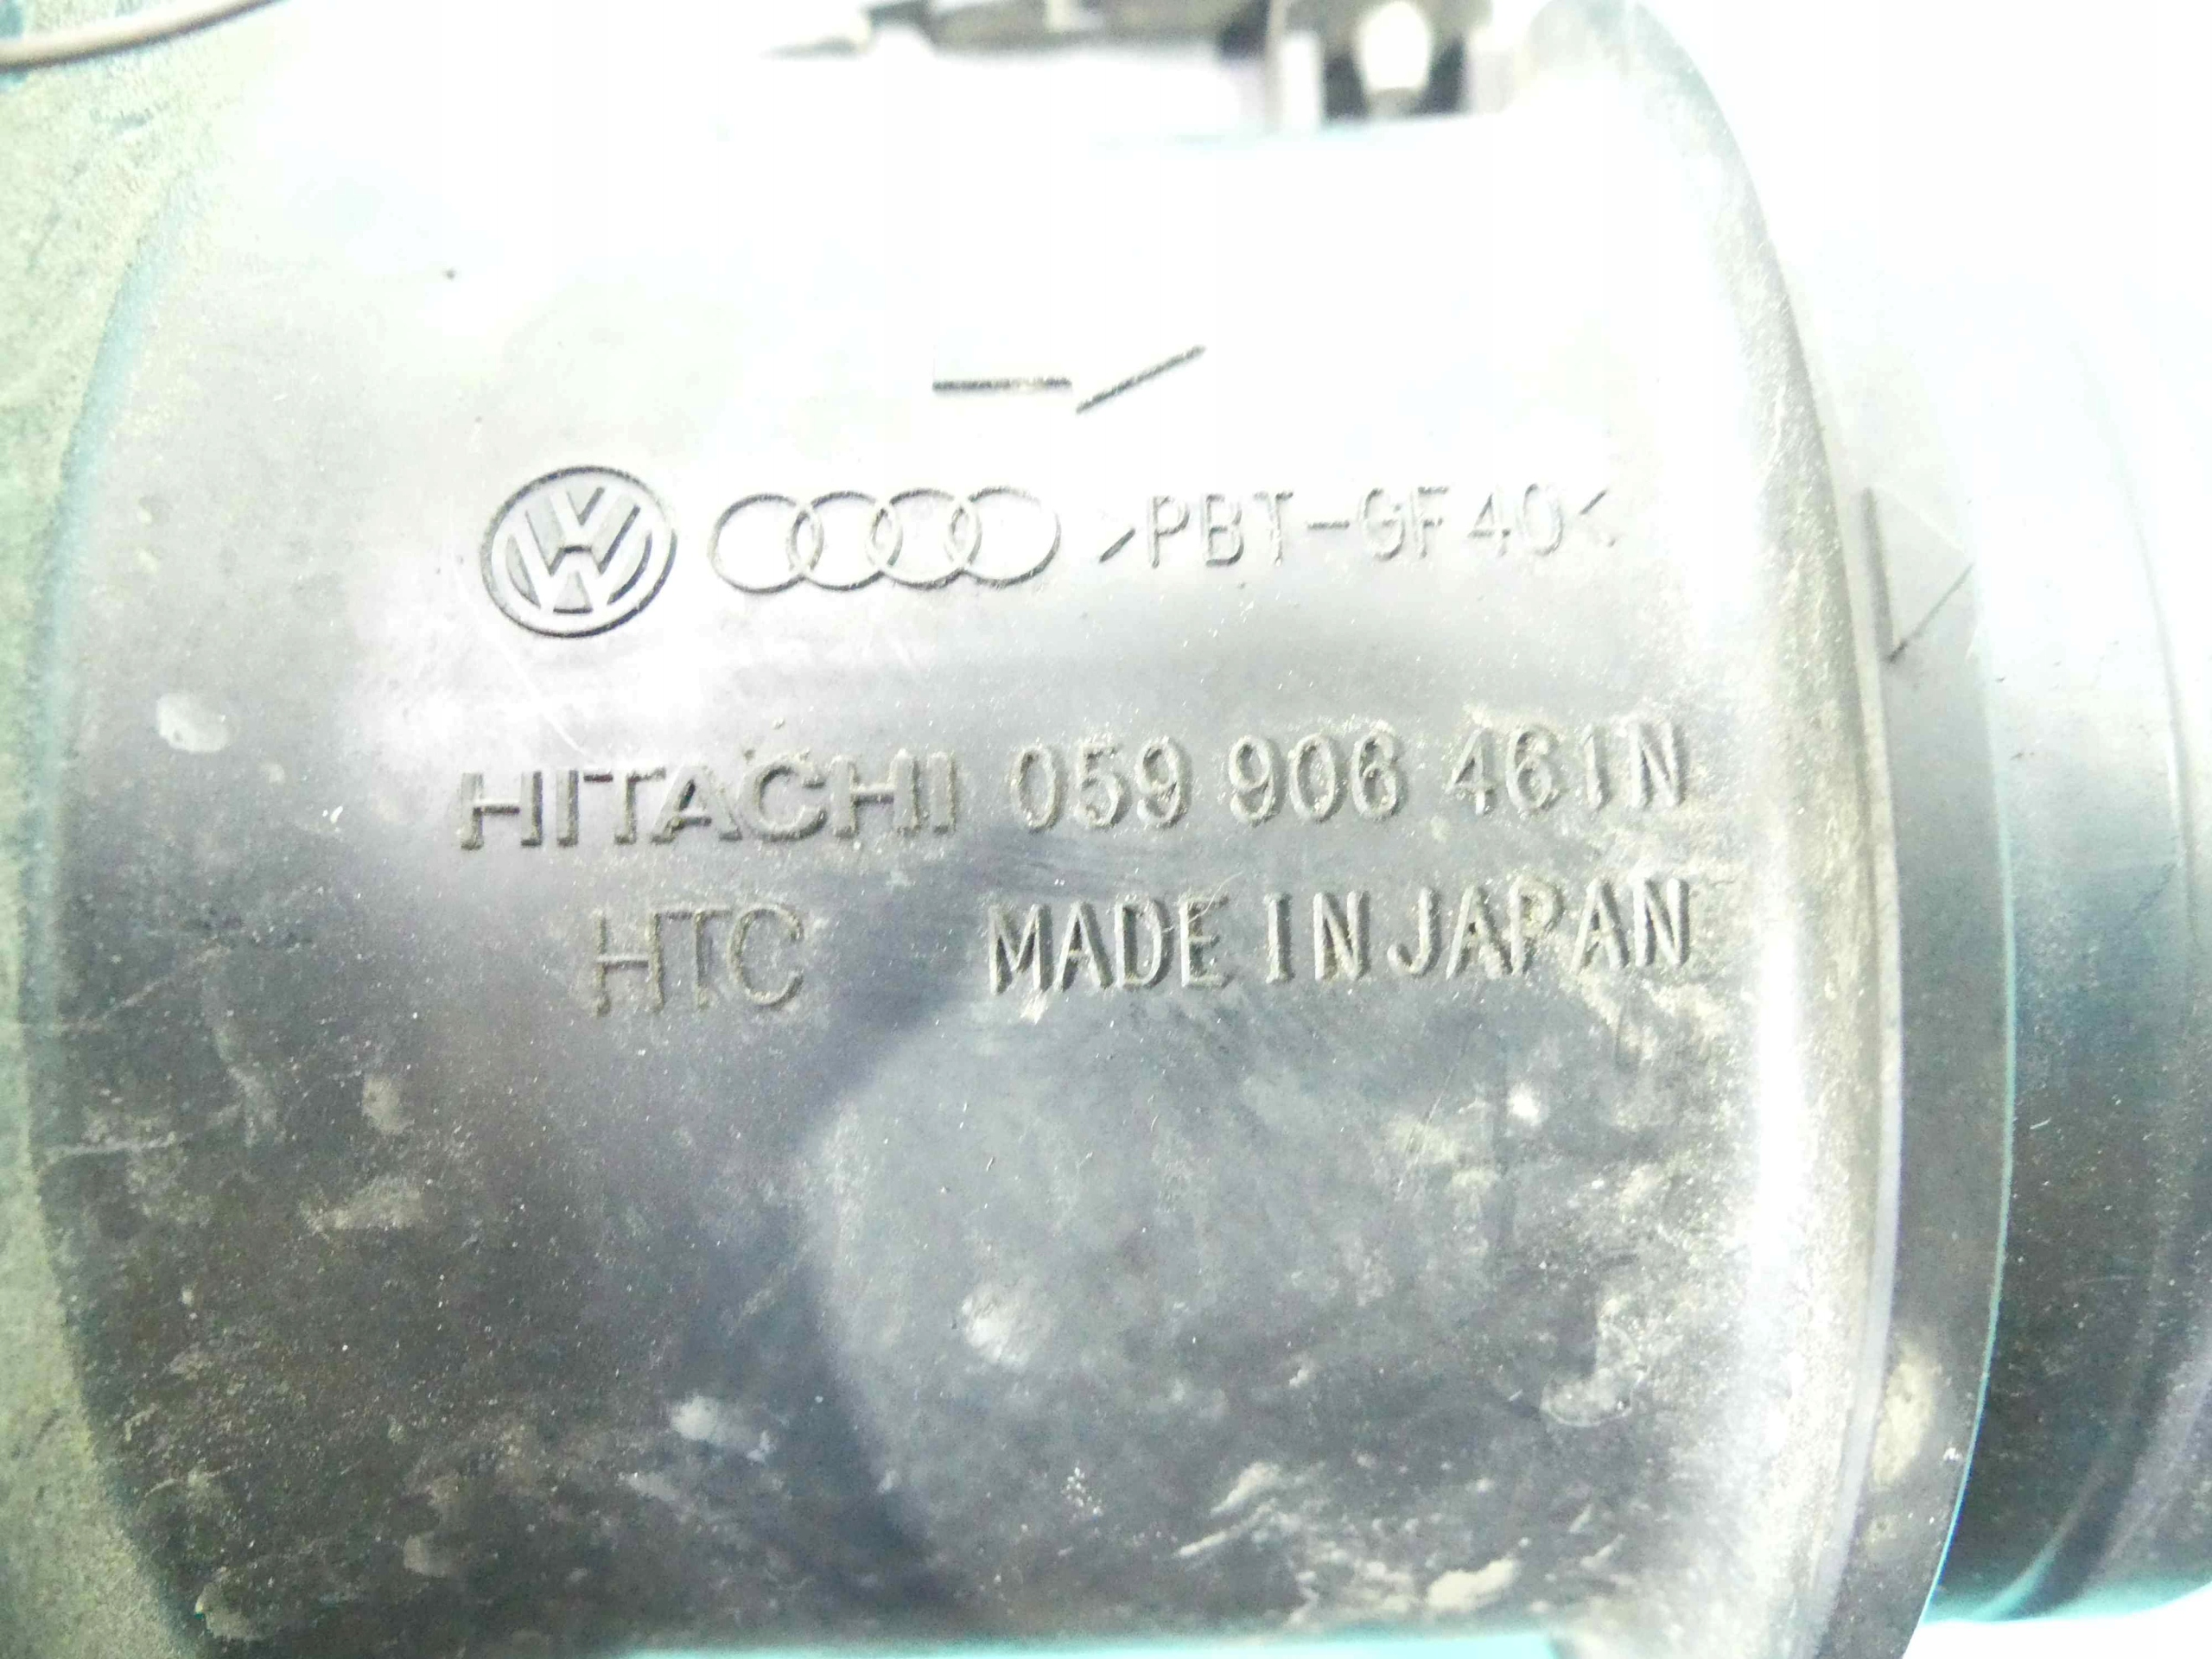 >PBT-GF40<
HITACHI 059 906 461N
HTC MADE IN JAPAN